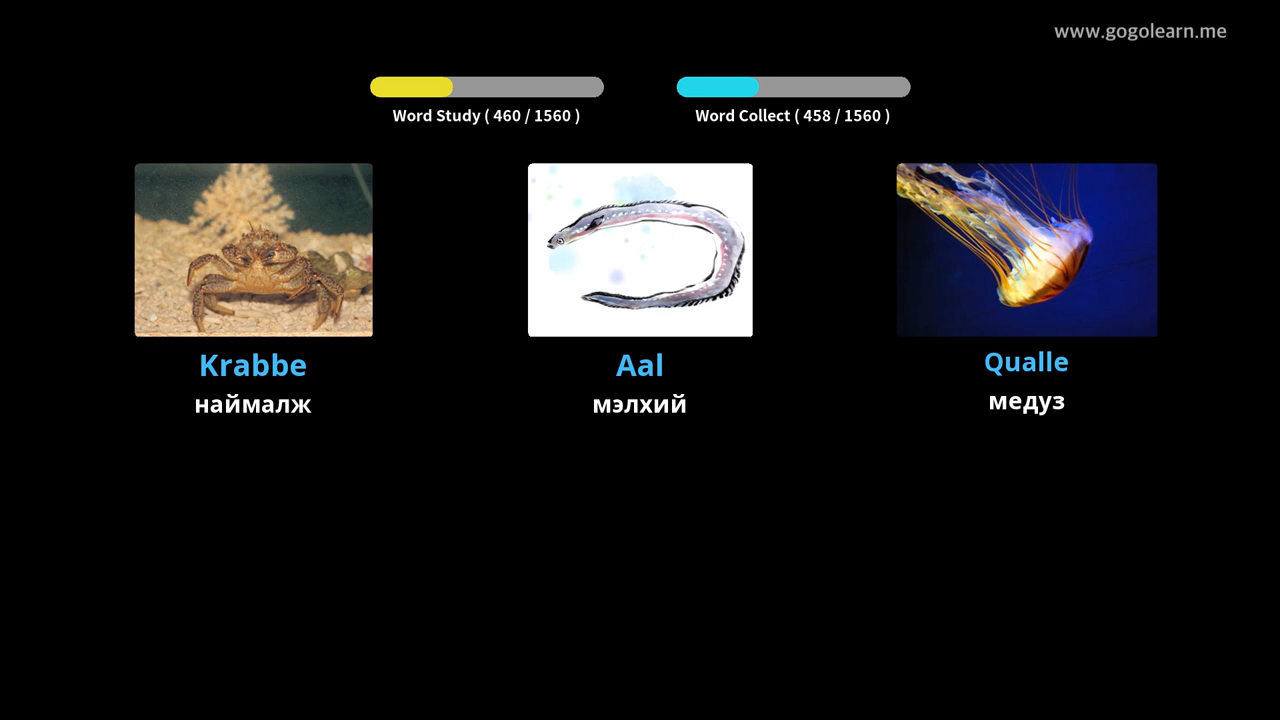 www.gogolearn.me
Word Study ( 460 / 1560 )
Word Collect ( 458 / 1560 )
Krabbe
наймалж
Aal
мэлхий
Qualle
медуз